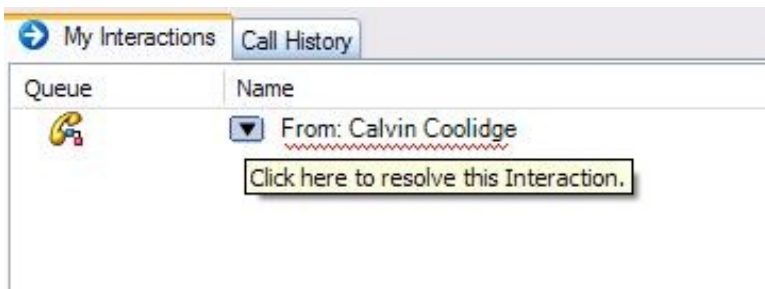 My Interactions Call History
Queue Name
From: Calvin Coolidge
Click here to resolve this Interaction.